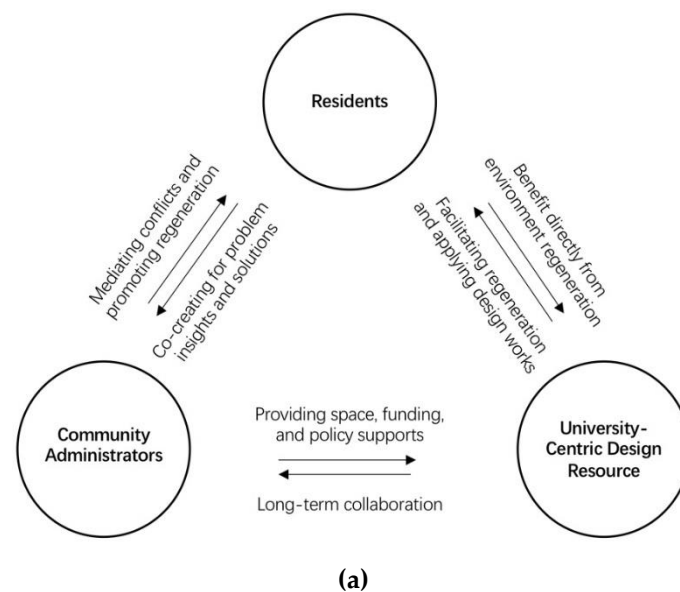 Residents
Mediating conflicts and
promoting regeneration
Co-creating for problem
insights and solutions
Benefit directly from
environment regeneration
Facilitating regeneration
and applying design works
Community
Administrators
Providing space, funding,
and policy supports
Long-term collaboration
University-
Centric Design
Resource
(a)